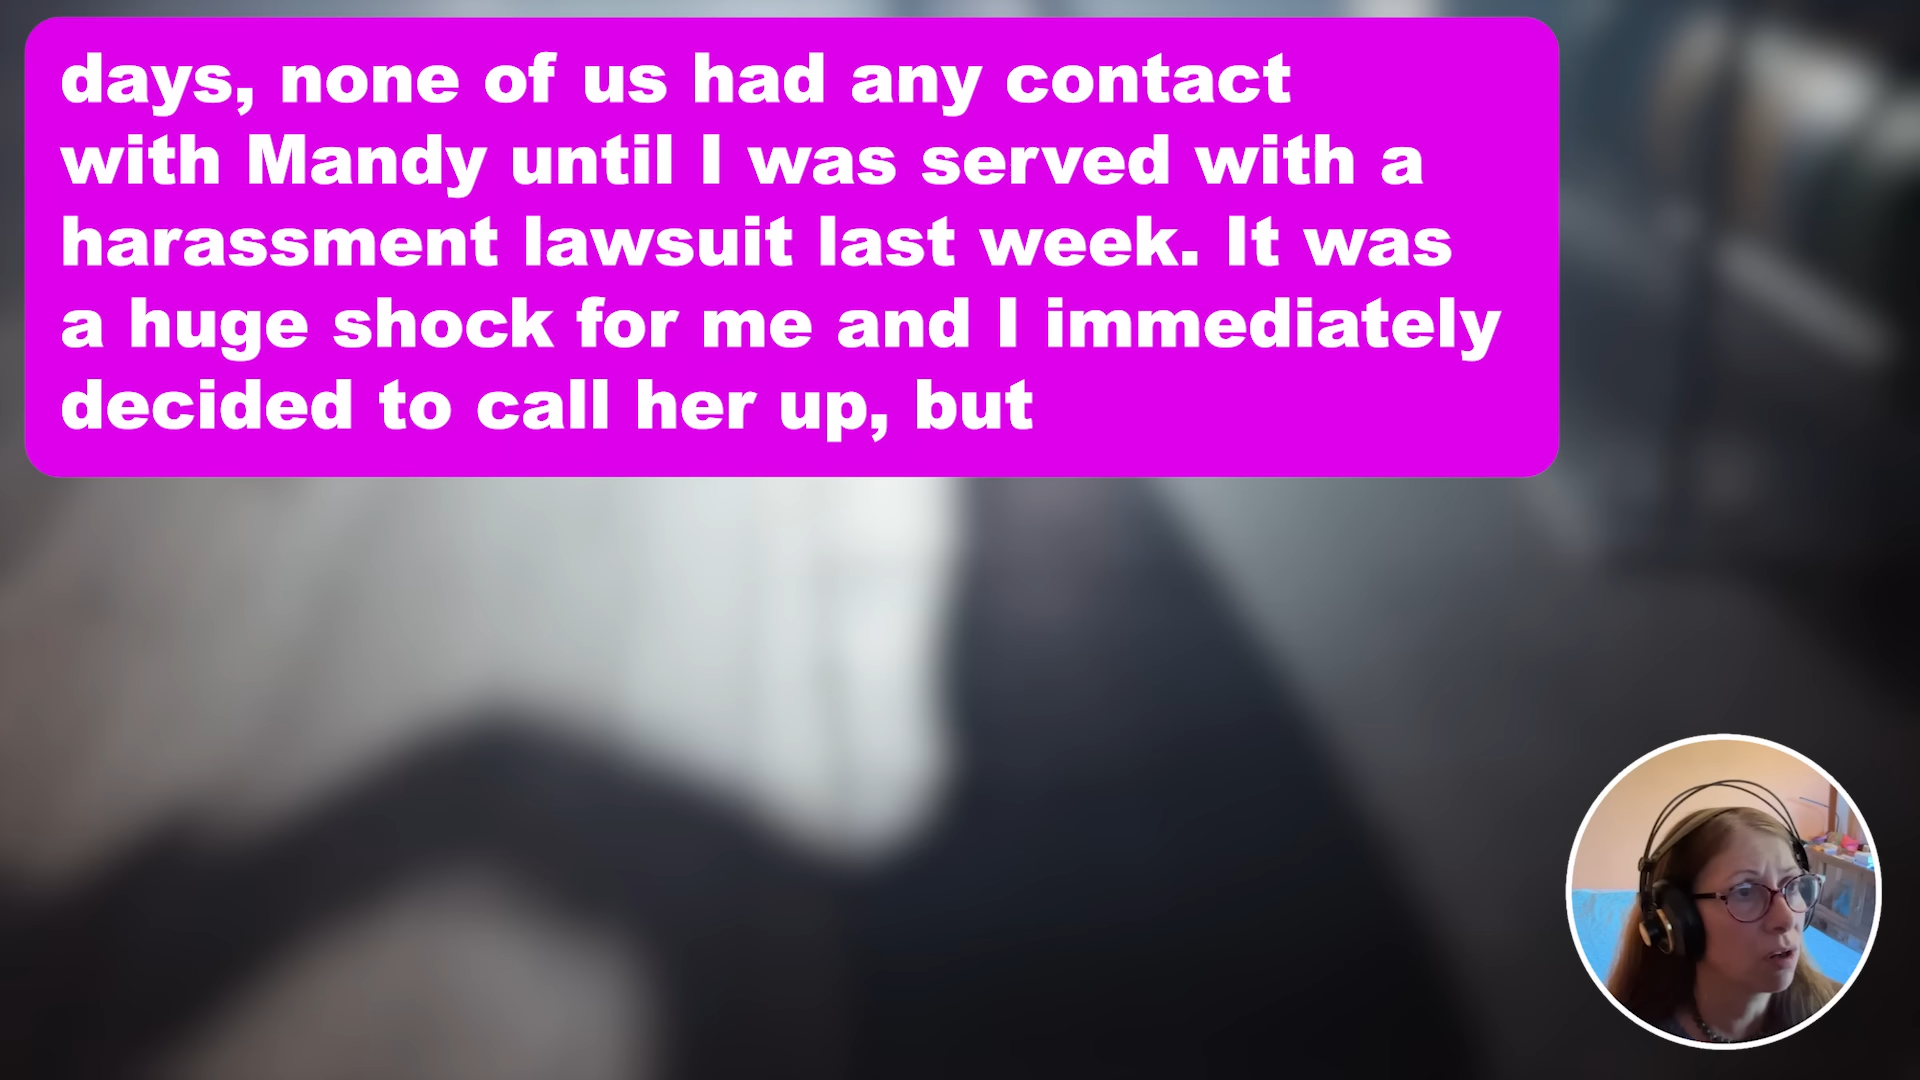 days, none of us had any contact
with Mandy until I was served with a
harassment lawsuit last week. It was
a huge shock for me and I immediately
decided to call her up, but